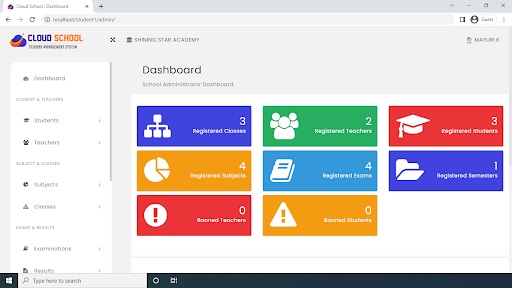 Cloud School : Dashboard
localhost/student1/admin/
Guest
CLOUD SCHOOL
STUDENT MANAGEMENT SYSTEM
SHINING STAR ACADEMY
MAYURI K
Dashboard
STUDENT & TEACHERS
Students
Teachers
SUBJECT & CLASSES
Subjects
Classes
EXAMS & RESULTS
Examinations
Results
Dashboard
School Administrator Dashboard
3
Registered Classes
2
Registered Teachers
3
Registered Students
4
Registered Subjects
4
Registered Exams
1
Registered Semesters
0
Banned Teachers
0
Banned Students
Type here to search